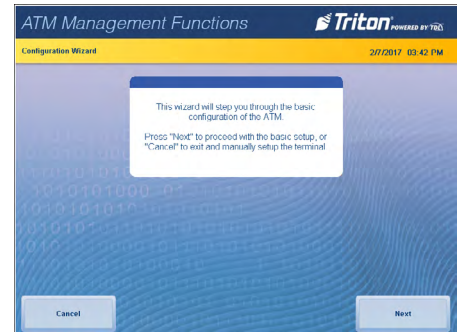 ATM Management Functions
Triton POWERED BY
Configuration Wizard
2/7/2017 03:42 PM
This wizard will step you through the basic
configuration of the ATM.
Press "Next" to proceed with the basic setup, or
"Cancel" to exit and manually setup the terminal
Cancel
Next